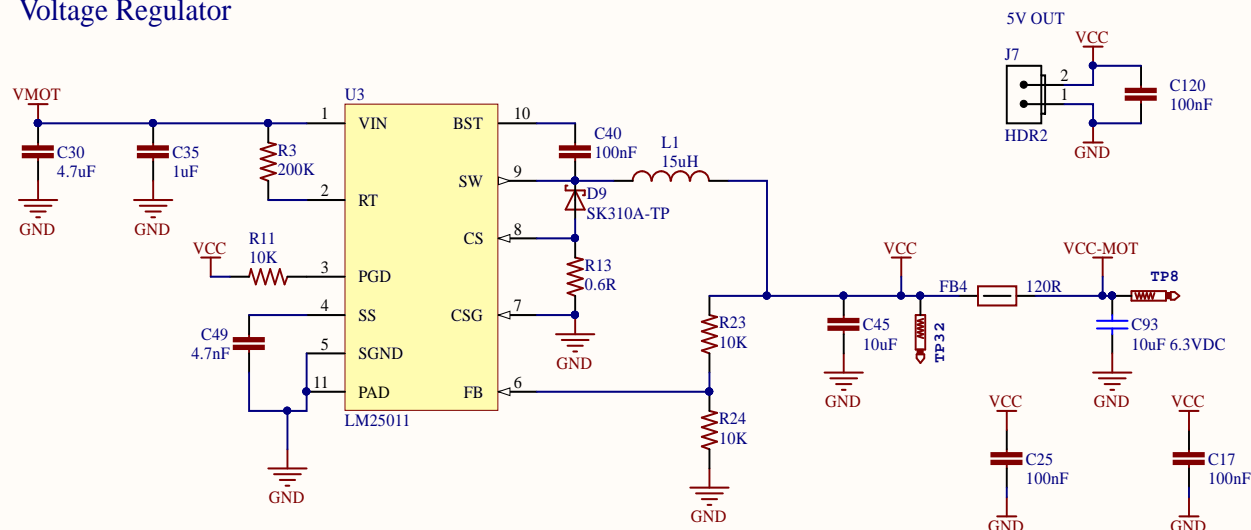 Voltage Regulator
5V OUT
VCC
J7
2
1
HDR2
C120
100nF
GND
VMOT
C30
4.7uF
GND
C35
1uF
GND
R3
200K
U3
1
VIN
2
RT
3
PGD
4
SS
5
SGND
11
PAD
BST
10
SW
9
CS
8
CSG
7
FB
6
LM25011
VCC
R11
10K
C49
4.7nF
GND
C40
100nF
L1
15uH
D9
SK310A-TP
R13
0.6R
GND
R23
10K
R24
10K
GND
C45
10uF
GND
VCC
TP32
FB4
120R
VCC-MOT
TP8
C93
10uF 6.3VDC
GND
VCC
C25
100nF
GND
VCC
C17
100nF
GND